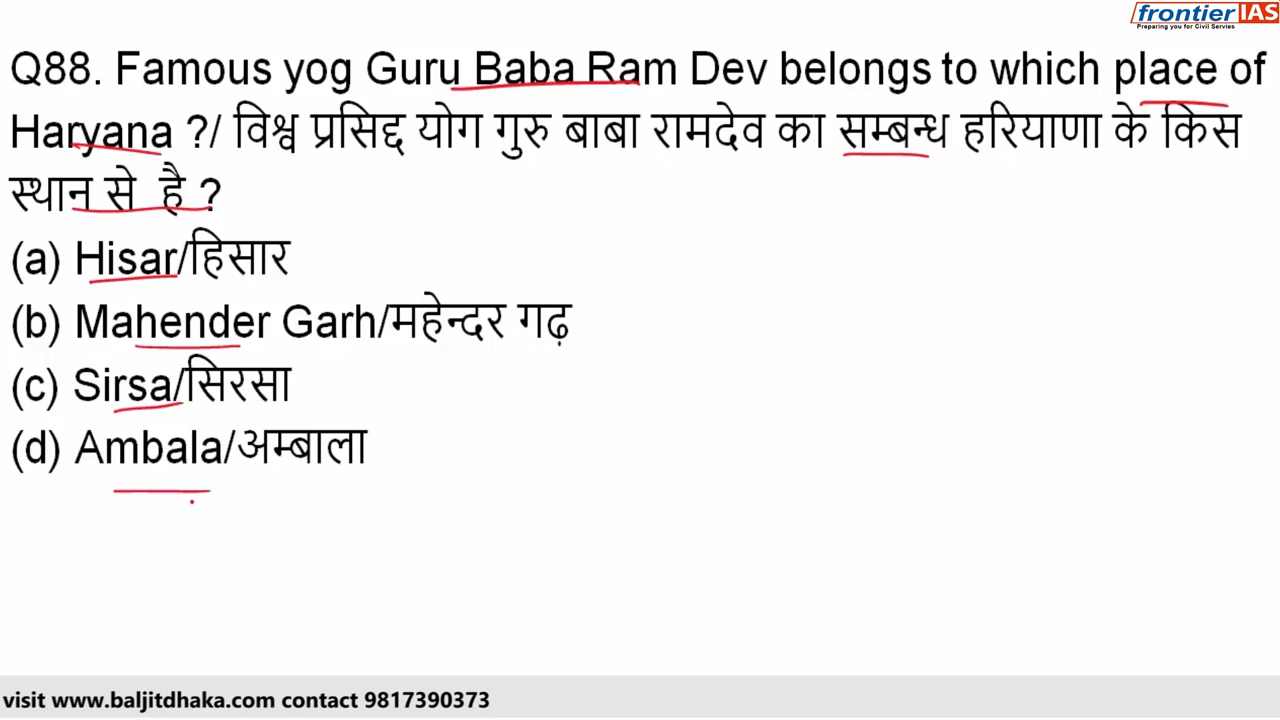 frontier IAS
Preparing you for Civil Servies
Q88. Famous yog Guru Baba Ram Dev belongs to which place of
Haryana ?/ विश्व प्रसिद्द योग गुरु बाबा रामदेव का सम्बन्ध हरियाणा के किस
स्थान से है ?
(a) Hisar/हिसार
(b) Mahender Garh/महेन्दर गढ़
(c) Sirsa/सिरसा
(d) Ambala/अम्बाला
visit www.baljitdhaka.com contact 9817390373